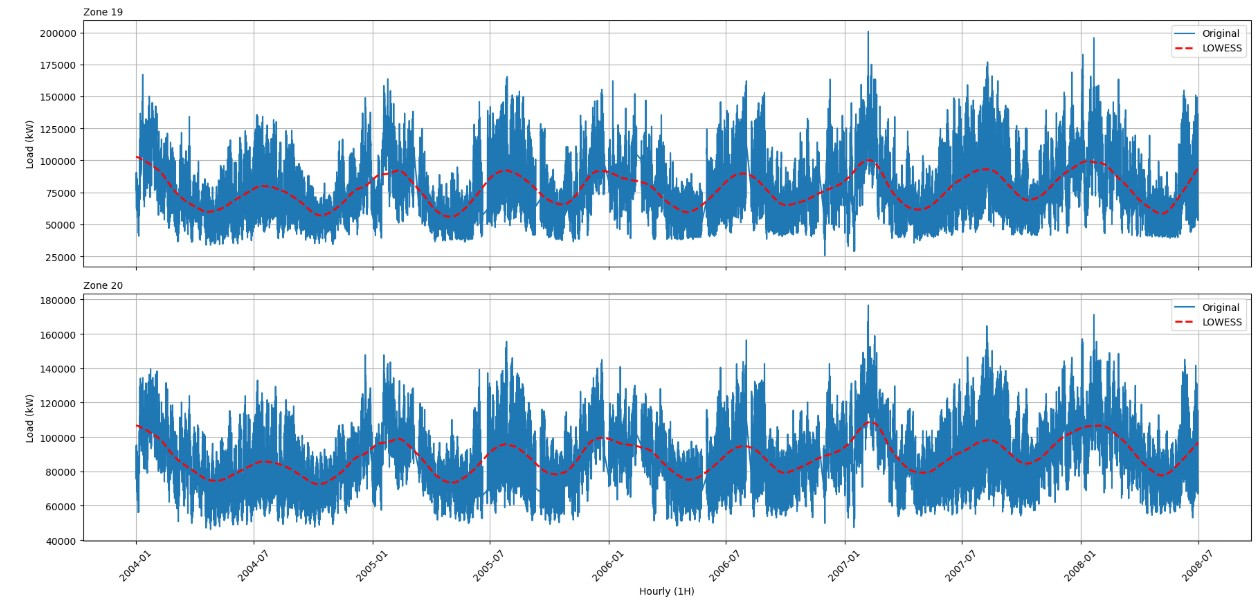 Zone 19
Load (kW)
200000
175000
150000
125000
100000
75000
50000
25000
Original
LOWESS
Zone 20
Load (kW)
180000
160000
140000
120000
100000
80000
60000
40000
Original
LOWESS
2004-01
2004-07
2005-01
2005-07
2006-01
2006-07
2007-01
2007-07
2008-01
2008-07
Hourly (1H)